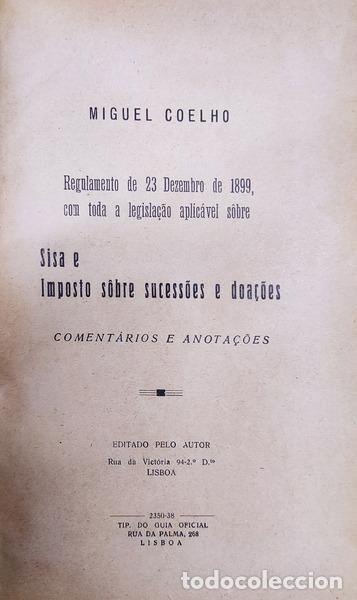 MIGUEL COELHO
Regulamento de 23 Dezembro de 1899,
com toda a legislação aplicável sôbre
Sisa e
Imposto sôbre sucessões e doações
COMENTÁRIOS E ANOTAÇÕES
EDITADO PELO AUTOR
Rua da Victória 94-2.º D.to
LISBOA
2350-38
TIP. DO GUIA OFICIAL
RUA DA PALMA, 268
LISBOA
todocoleccion.net